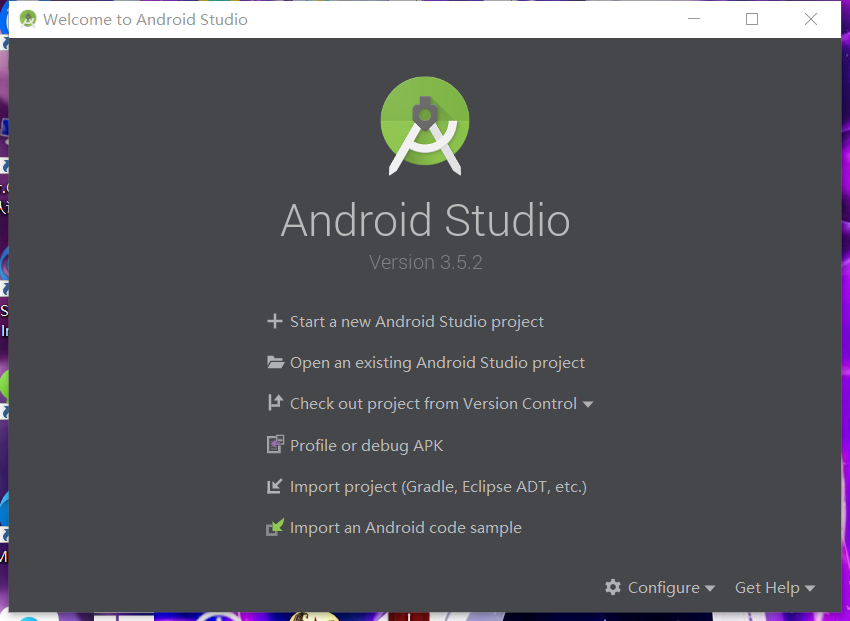 Welcome to Android Studio
Android Studio
Version 3.5.2
Start a new Android Studio project
Open an existing Android Studio project
Check out project from Version Control
Profile or debug APK
Import project (Gradle, Eclipse ADT, etc.)
Import an Android code sample
Configure
Get Help